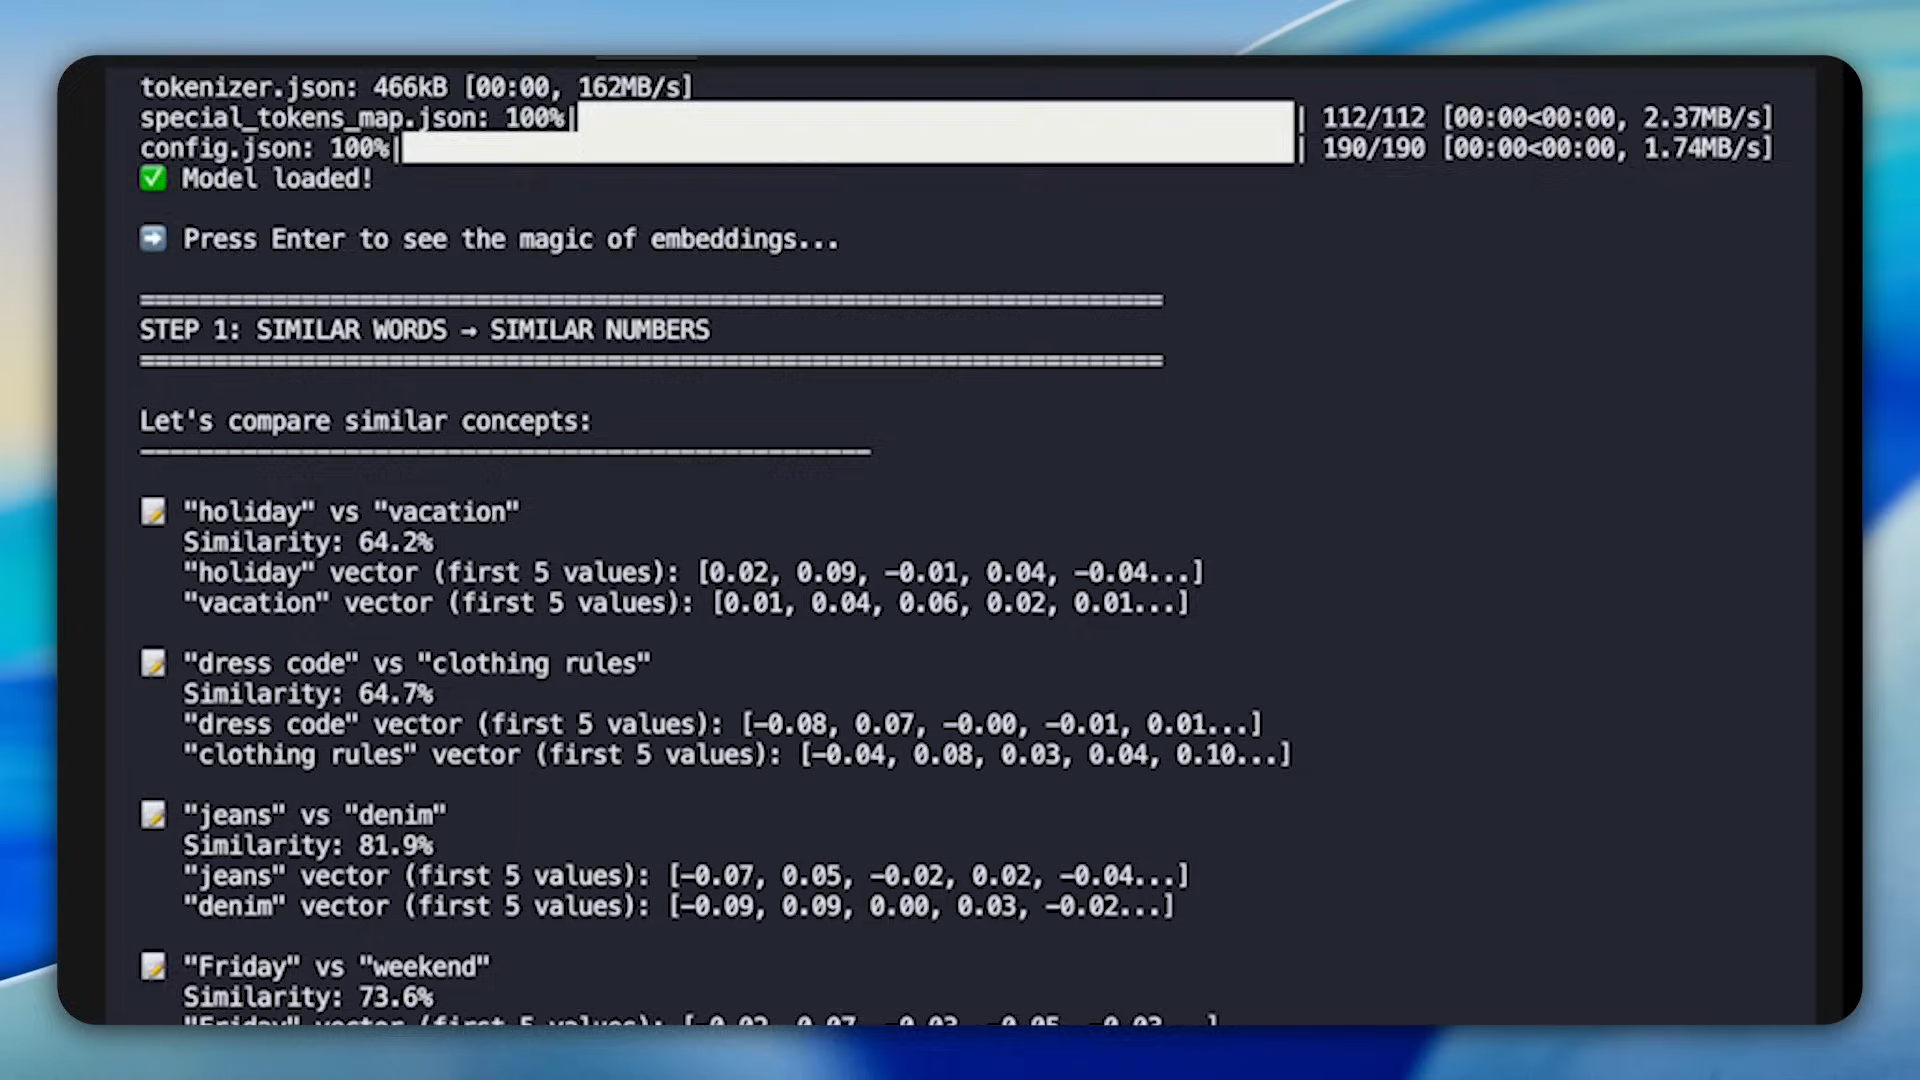 tokenizer.json: 466kB [00:00, 162MB/s]
special_tokens_map.json: 100%| | 112/112 [00:00<00:00, 2.37MB/s]
config.json: 100%| | 190/190 [00:00<00:00, 1.74MB/s]
✅ Model loaded!
➡️ Press Enter to see the magic of embeddings...
======================================================================
STEP 1: SIMILAR WORDS → SIMILAR NUMBERS
======================================================================
Let's compare similar concepts:
--------------------------------------------------
📝 "holiday" vs "vacation"
Similarity: 64.2%
"holiday" vector (first 5 values): [0.02, 0.09, -0.01, 0.04, -0.04...]
"vacation" vector (first 5 values): [0.01, 0.04, 0.06, 0.02, 0.01...]
📝 "dress code" vs "clothing rules"
Similarity: 64.7%
"dress code" vector (first 5 values): [-0.08, 0.07, -0.00, -0.01, 0.01...]
"clothing rules" vector (first 5 values): [-0.04, 0.08, 0.03, 0.04, 0.10...]
📝 "jeans" vs "denim"
Similarity: 81.9%
"jeans" vector (first 5 values): [-0.07, 0.05, -0.02, 0.02, -0.04...]
"denim" vector (first 5 values): [-0.09, 0.09, 0.00, 0.03, -0.02...]
📝 "Friday" vs "weekend"
Similarity: 73.6%
"Friday" vector (first 5 values):